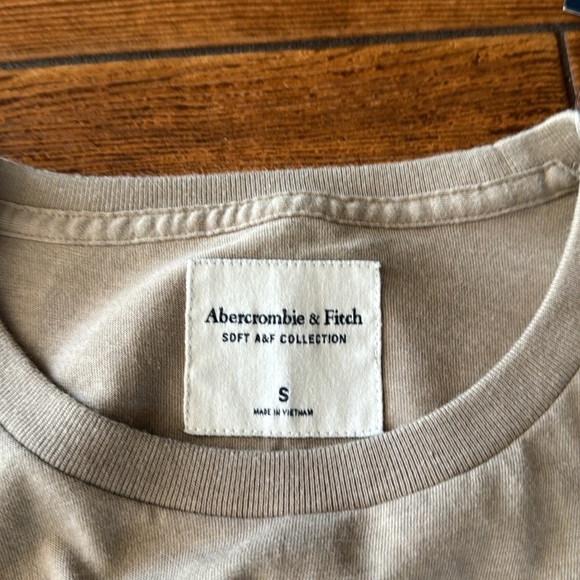 Abercrombie & Fitch
SOFT A&F COLLECTION
S
MADE IN VIETNAM